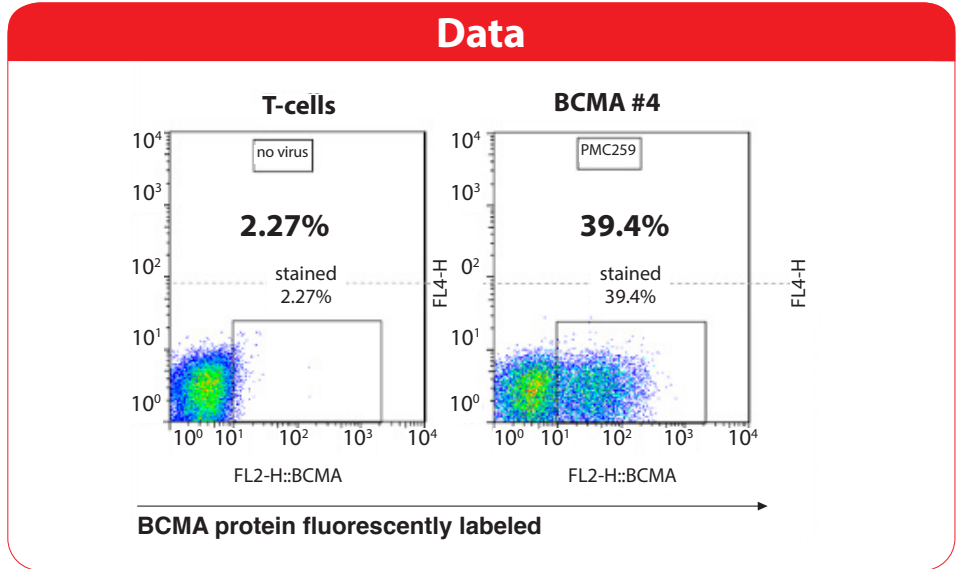 Data
T-cells
BCMA #4
10⁴
no virus
10³
2.27%
10²
stained
2.27%
10¹
10⁰
10⁰ 10¹ 10² 10³ 10⁴
FL2-H::BCMA
FL4-H
10⁴
PMC259
10³
39.4%
0²
stained
39.4%
10¹
10⁰
10⁰ 10¹ 10² 10³ 10⁴
FL2-H::BCMA
FL4-H
BCMA protein fluorescently labeled